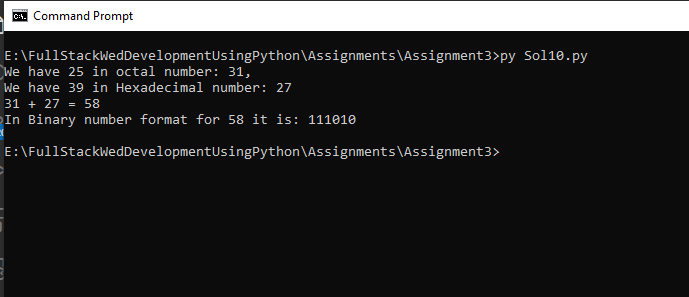 Command Prompt
E:\FullStackWedDevelopmentUsingPython\Assignments\Assignment3>py Sol10.py
We have 25 in octal number: 31,
We have 39 in Hexadecimal number: 27
31 + 27 = 58
In Binary number format for 58 it is: 111010
E:\FullStackWedDevelopmentUsingPython\Assignments\Assignment3>